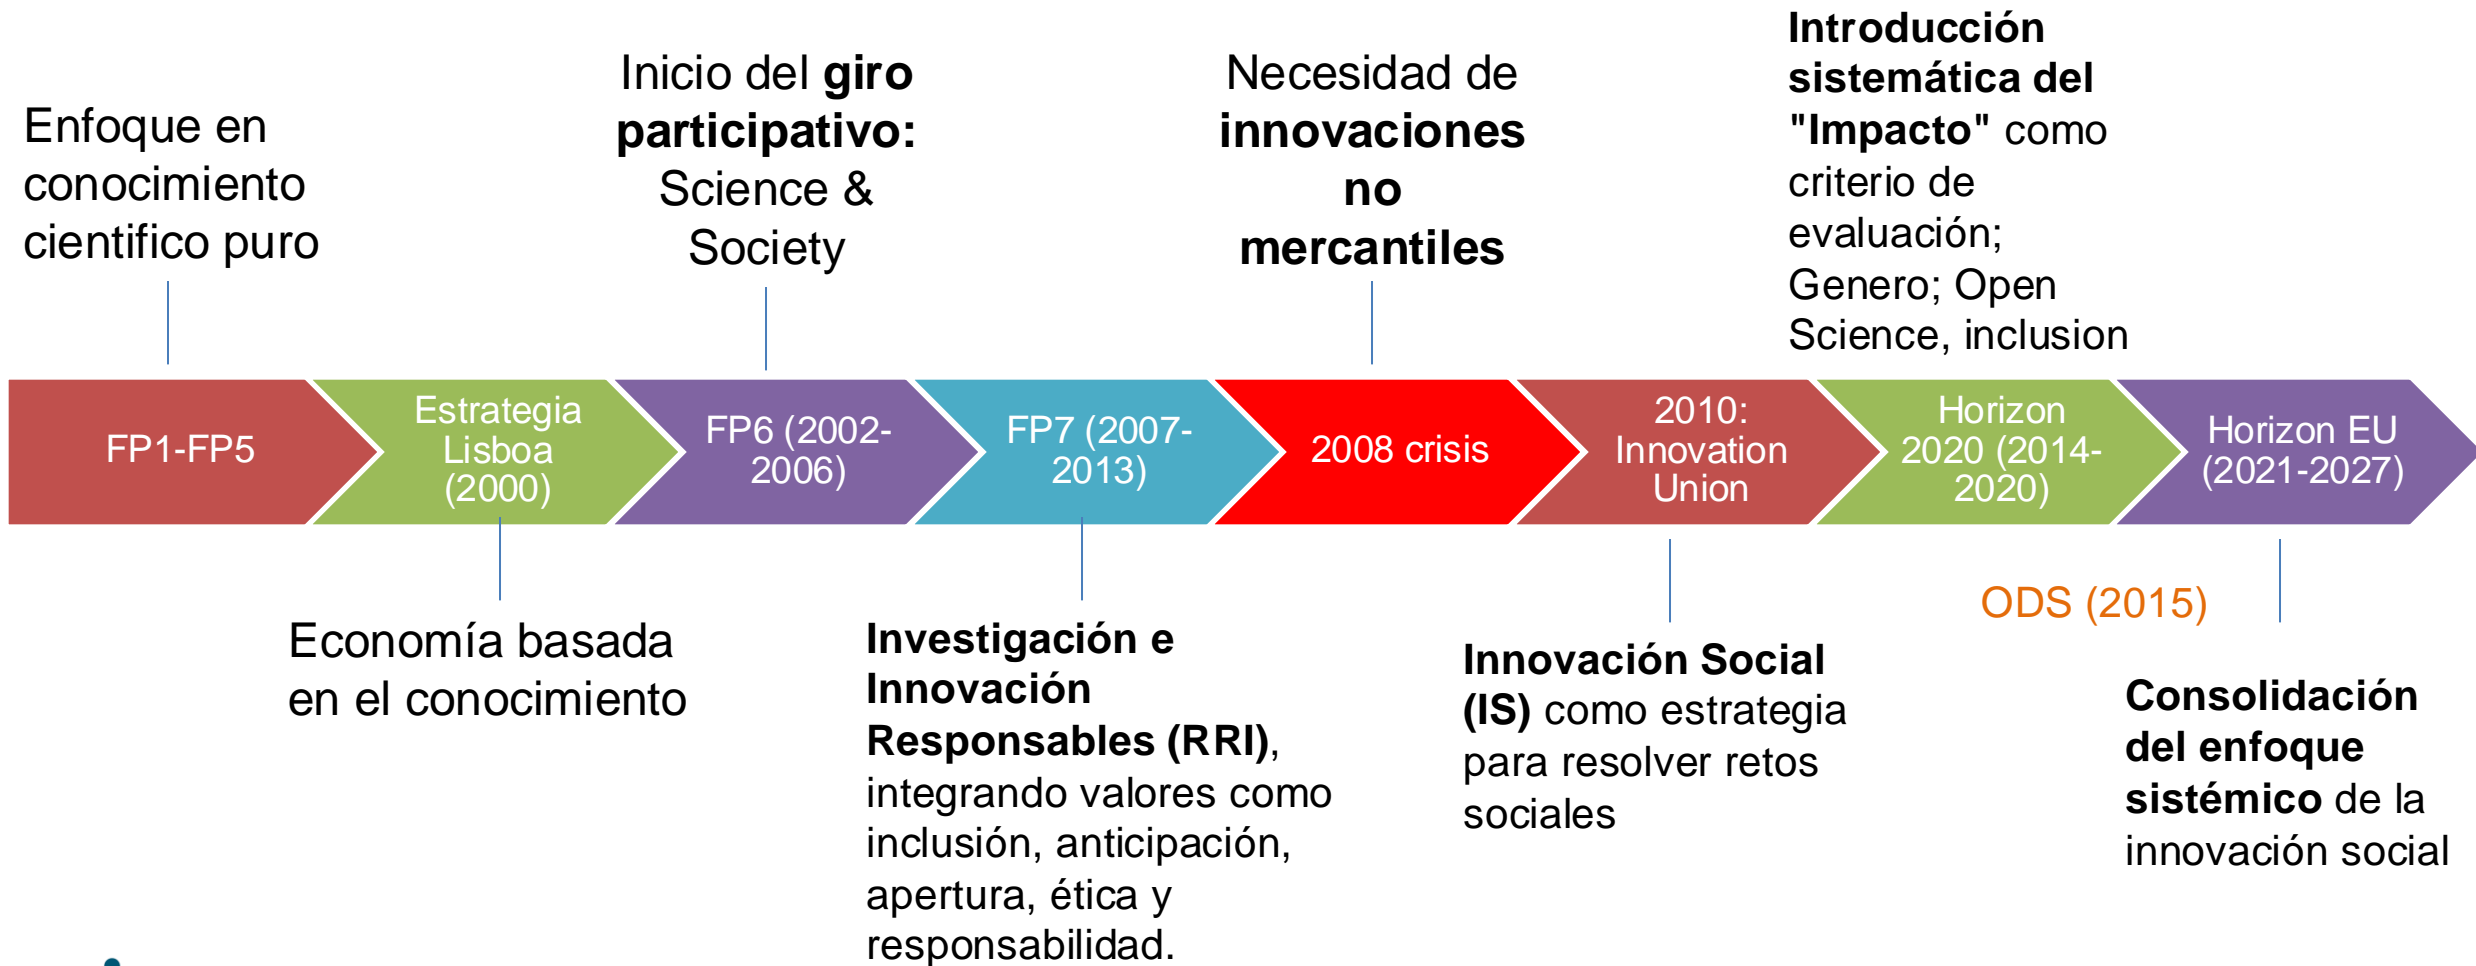 Enfoque en
conocimiento
cientifico puro
Inicio del giro
participativo:
Science &
Society
Necesidad de
innovaciones
no
mercantiles
Introducción
sistemática del
"Impacto" como
criterio de
evaluación;
Genero; Open
Science, inclusion
FP1-FP5
Estrategia
Lisboa
(2000)
FP6 (2002-
2006)
FP7 (2007-
2013)
2008 crisis
2010:
Innovation
Union
Horizon
2020 (2014-
2020)
Horizon EU
(2021-2027)
Economía basada
en el conocimiento
Investigación e
Innovación
Responsables (RRI),
integrando valores como
inclusión, anticipación,
apertura, ética y
responsabilidad.
Innovación Social
(IS) como estrategia
para resolver retos
sociales
ODS (2015)
Consolidación
del enfoque
sistémico de la
innovación social